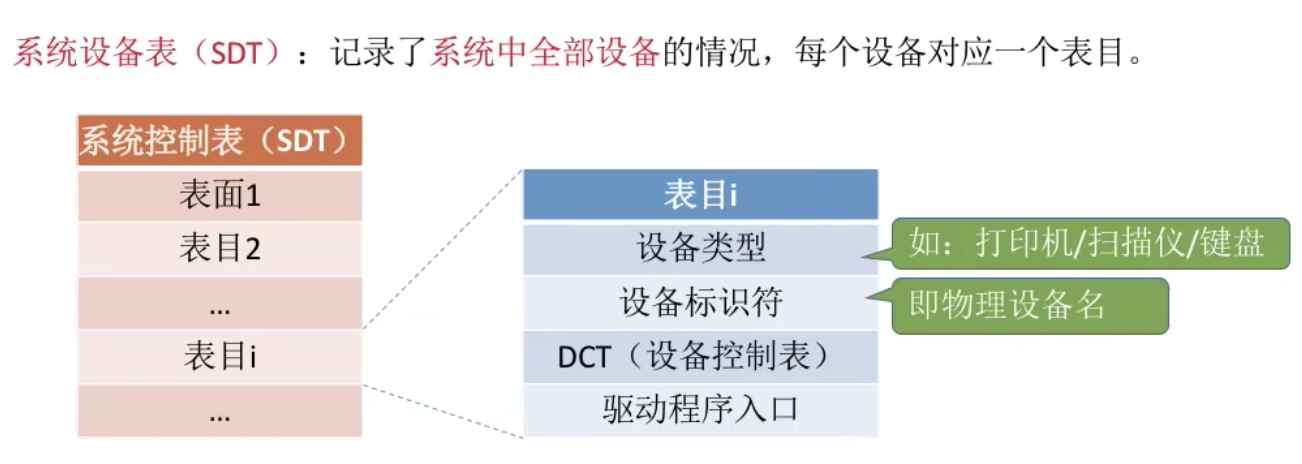 系统设备表（SDT）：记录了系统中全部设备的情况，每个设备对应一个表目。
系统控制表（SDT）
表面1
表目2
...
表目i
...
表目i
设备类型
设备标识符
DCT（设备控制表）
驱动程序入口
如：打印机/扫描仪/键盘
即物理设备名